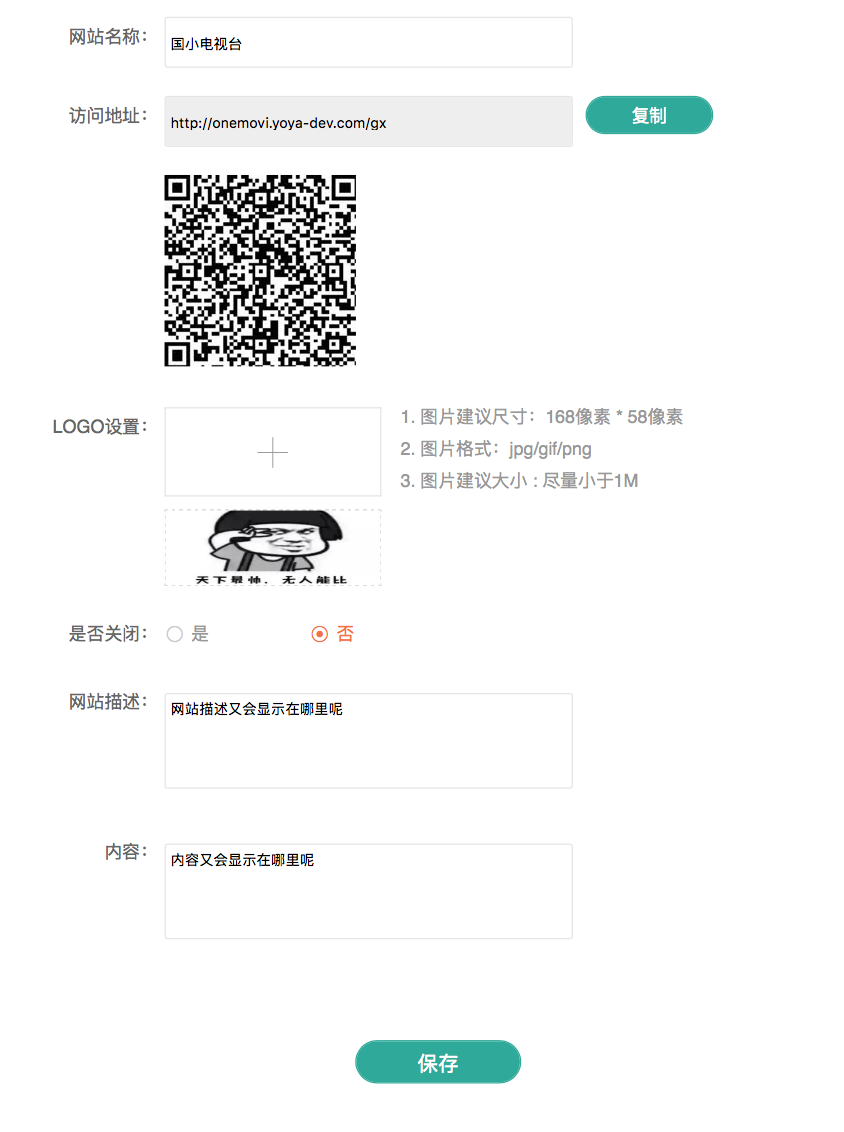 网站名称：
国小电视台
访问地址：
http://onemovi.yoya-dev.com/gx
复制
LOGO设置：
1. 图片建议尺寸：168像素 * 58像素
2. 图片格式：jpg/gif/png
3. 图片建议大小 : 尽量小于1M
天下最帅，无人能比
是否关闭：
是
否
网站描述：
网站描述又会显示在哪里呢
内容：
内容又会显示在哪里呢
保存